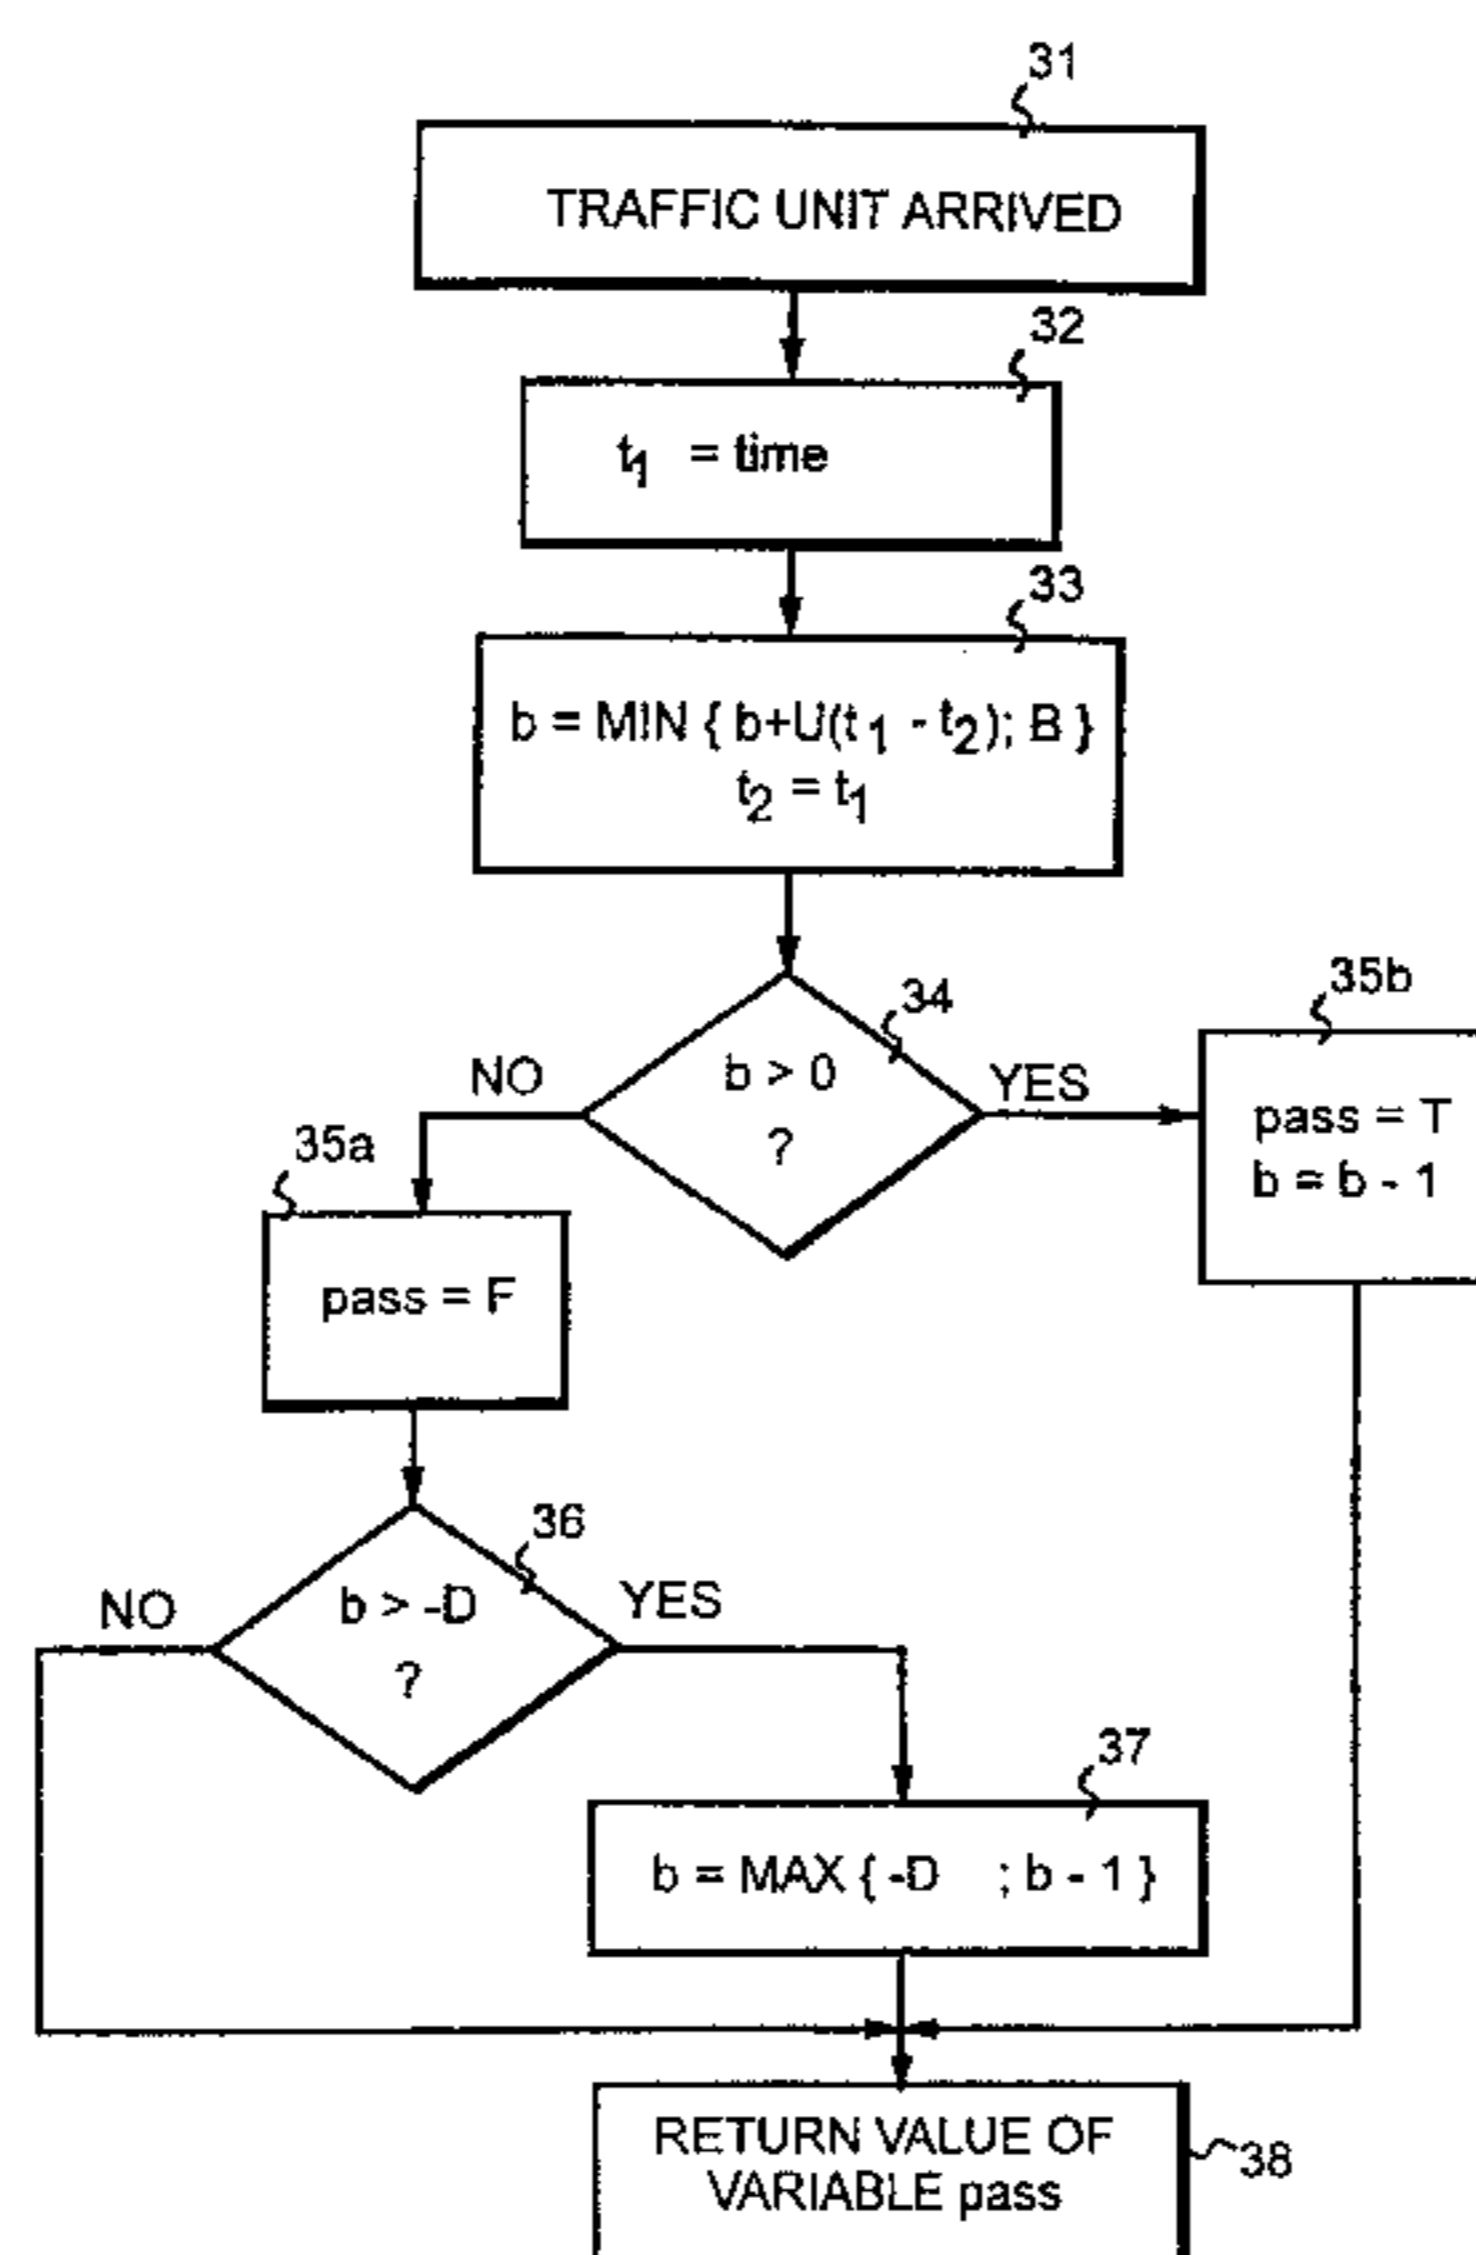 31
TRAFFIC UNIT ARRIVED
32
t1 = time
33
b = MIN { b+U(t1 - t2); B }
t2 = t1
34
b > 0
?
NO
YES
35b
pass = T
b = b - 1
35a
pass = F
36
b > -D
?
NO
YES
37
b = MAX { -D ; b - 1 }
RETURN VALUE OF
VARIABLE pass
38